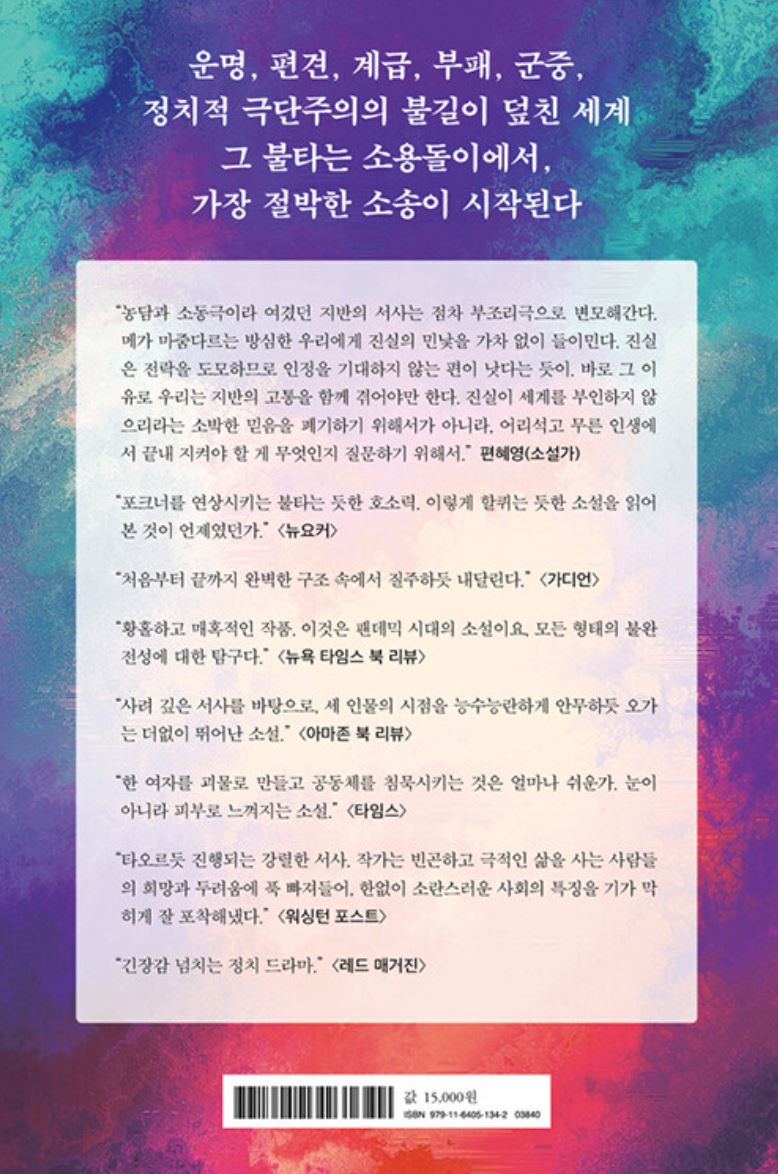 운명, 편견, 계급, 부패, 군중,
정치적 극단주의의 불길이 덮친 세계
그 불타는 소용돌이에서,
가장 절박한 소송이 시작된다
“농담과 소동극이라 여겼던 지반의 서사는 점차 부조리극으로 변모해간다.
메가 마줌다르는 방심한 우리에게 진실의 민낯을 가차 없이 들이민다. 진실
은 전락을 도모하므로 인정을 기대하지 않는 편이 낫다는 듯이. 바로 그 이
유로 우리는 지반의 고통을 함께 겪어야만 한다. 진실이 세계를 부인하지 않
으리라는 소박한 믿음을 폐기하기 위해서가 아니라, 어리석고 무른 인생에
서 끝내 지켜야 할 게 무엇인지 질문하기 위해서.” 편혜영(소설가)
“포크너를 연상시키는 불타는 듯한 호소력. 이렇게 할퀴는 듯한 소설을 읽어
본 것이 언제였던가.” 〈뉴요커〉
“처음부터 끝까지 완벽한 구조 속에서 질주하듯 내달린다.” 〈가디언〉
“황홀하고 매혹적인 작품. 이것은 팬데믹 시대의 소설이요, 모든 형태의 불완
전성에 대한 탐구다.” 〈뉴욕 타임스 북 리뷰〉
“사려 깊은 서사를 바탕으로, 세 인물의 시점을 능수능란하게 안무하듯 오가
는 더없이 뛰어난 소설.” 〈아마존 북 리뷰〉
“한 여자를 괴물로 만들고 공동체를 침묵시키는 것은 얼마나 쉬운가. 눈이
아니라 피부로 느껴지는 소설.” 〈타임스〉
“타오르듯 진행되는 강렬한 서사. 작가는 빈곤하고 극적인 삶을 사는 사람들
의 희망과 두려움에 푹 빠져들어, 한없이 소란스러운 사회의 특징을 기가 막
히게 잘 포착해냈다.” 〈워싱턴 포스트〉
“긴장감 넘치는 정치 드라마.” 〈레드 매거진〉
값 15,000원
ISBN 979-11-6405-134-2 03840